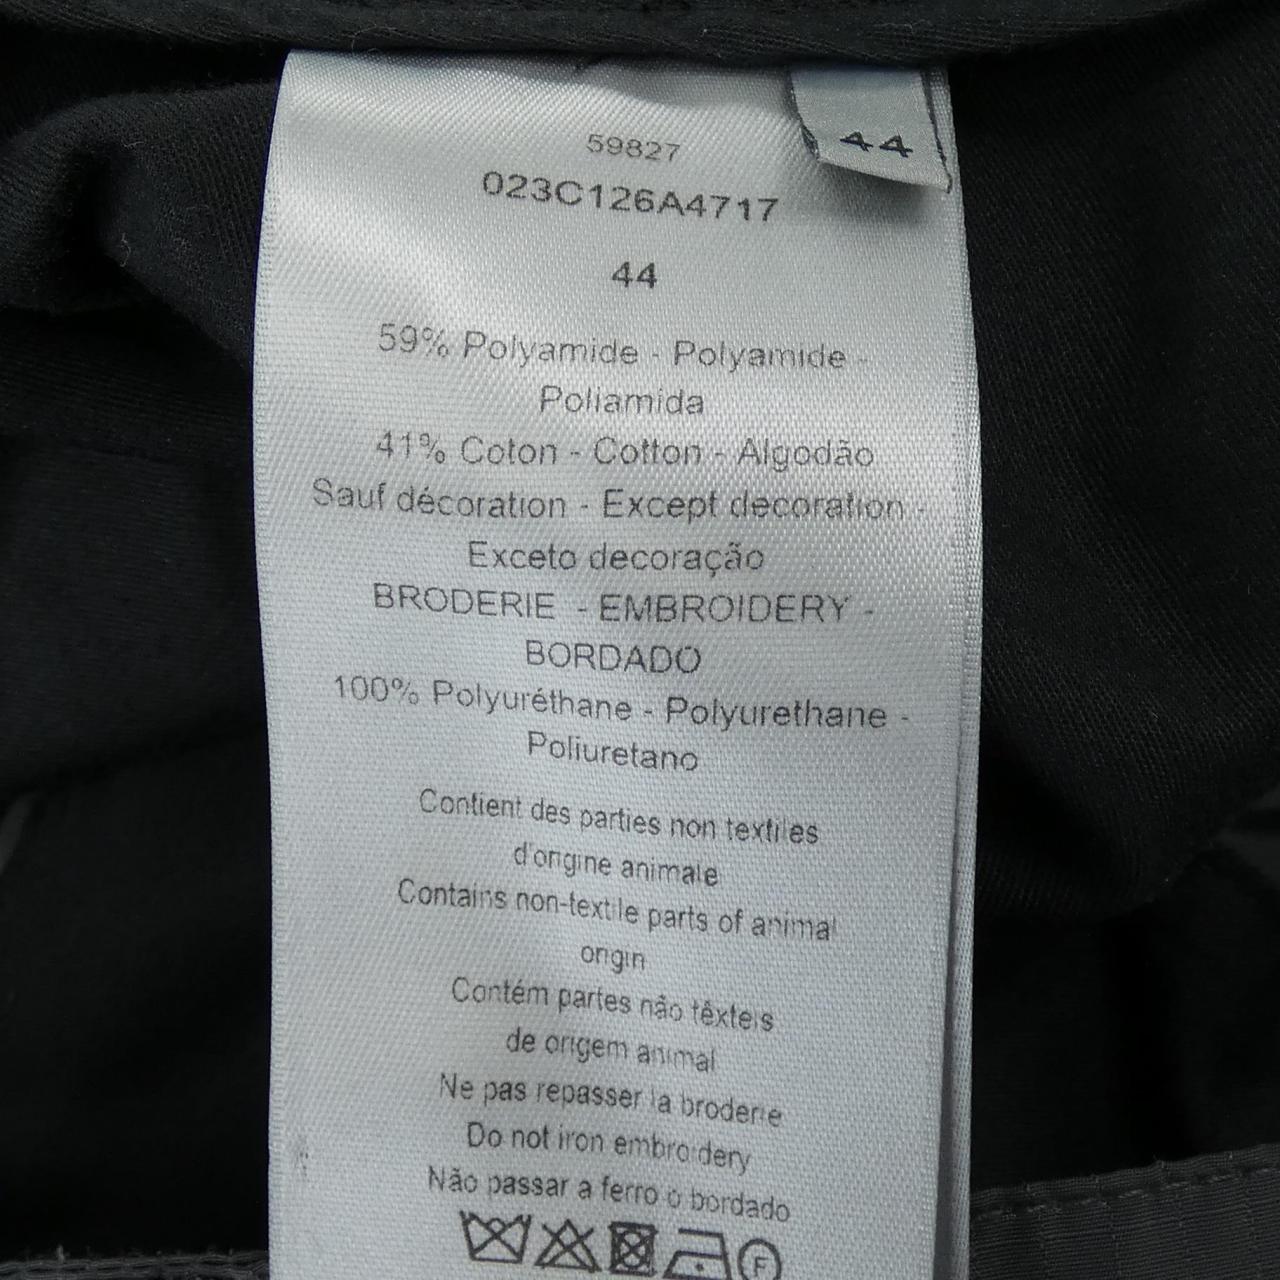 44
59827
023C126A4717
44
59% Polyamide - Polyamide -
Poliamida
41% Coton - Cotton - Algodão
Sauf décoration - Except decoration -
Exceto decoração
BRODERIE - EMBROIDERY -
BORDADO
100% Polyuréthane - Polyurethane -
Poliuretano
Contient des parties non textiles
d'origine animale
Contains non-textile parts of animal
origin
Contém partes não têxteis
de origem animal
Ne pas repasser la broderie
Do not iron embroidery
Não passar a ferro o bordado
F